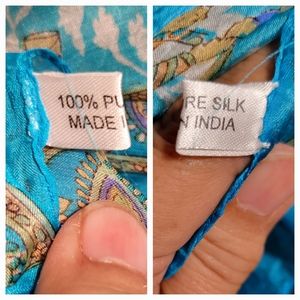 100% PU
MADE I
RE SILK
N INDIA